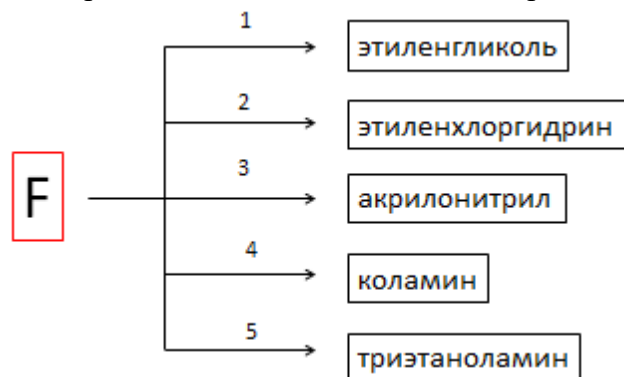 1
этиленгликоль
2
этиленхлоргидрин
3
F
акрилонитрил
4
коламин
5
триэтаноламин